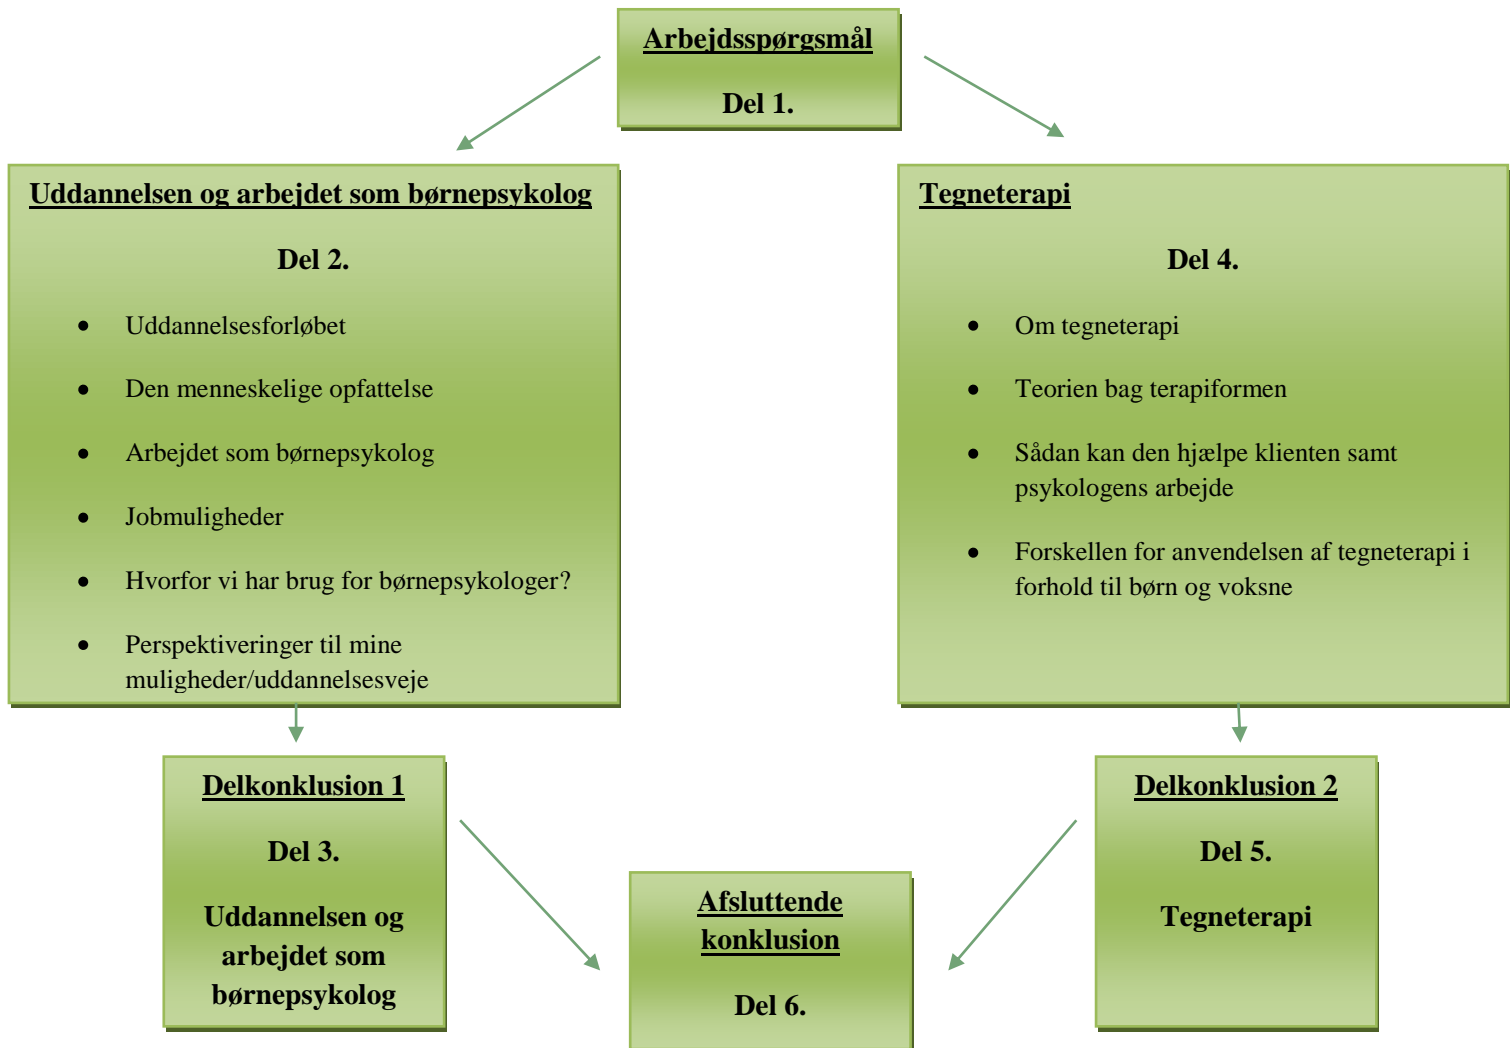 Arbejdsspørgsmål
Del 1.
Uddannelsen og arbejdet som børnepsykolog
Del 2.
• Uddannelsesforløbet
• Den menneskelige opfattelse
• Arbejdet som børnepsykolog
• Jobmuligheder
• Hvorfor vi har brug for børnepsykologer?
• Perspektiveringer til mine
muligheder/uddannelsesveje
Tegneterapi
Del 4.
• Om tegneterapi
• Teorien bag terapiformen
• Sådan kan den hjælpe klienten samt
psykologens arbejde
• Forskellen for anvendelsen af tegneterapi i
forhold til børn og voksne
Delkonklusion 1
Del 3.
Uddannelsen og
arbejdet som
børnepsykolog
Delkonklusion 2
Del 5.
Tegneterapi
Afsluttende
konklusion
Del 6.